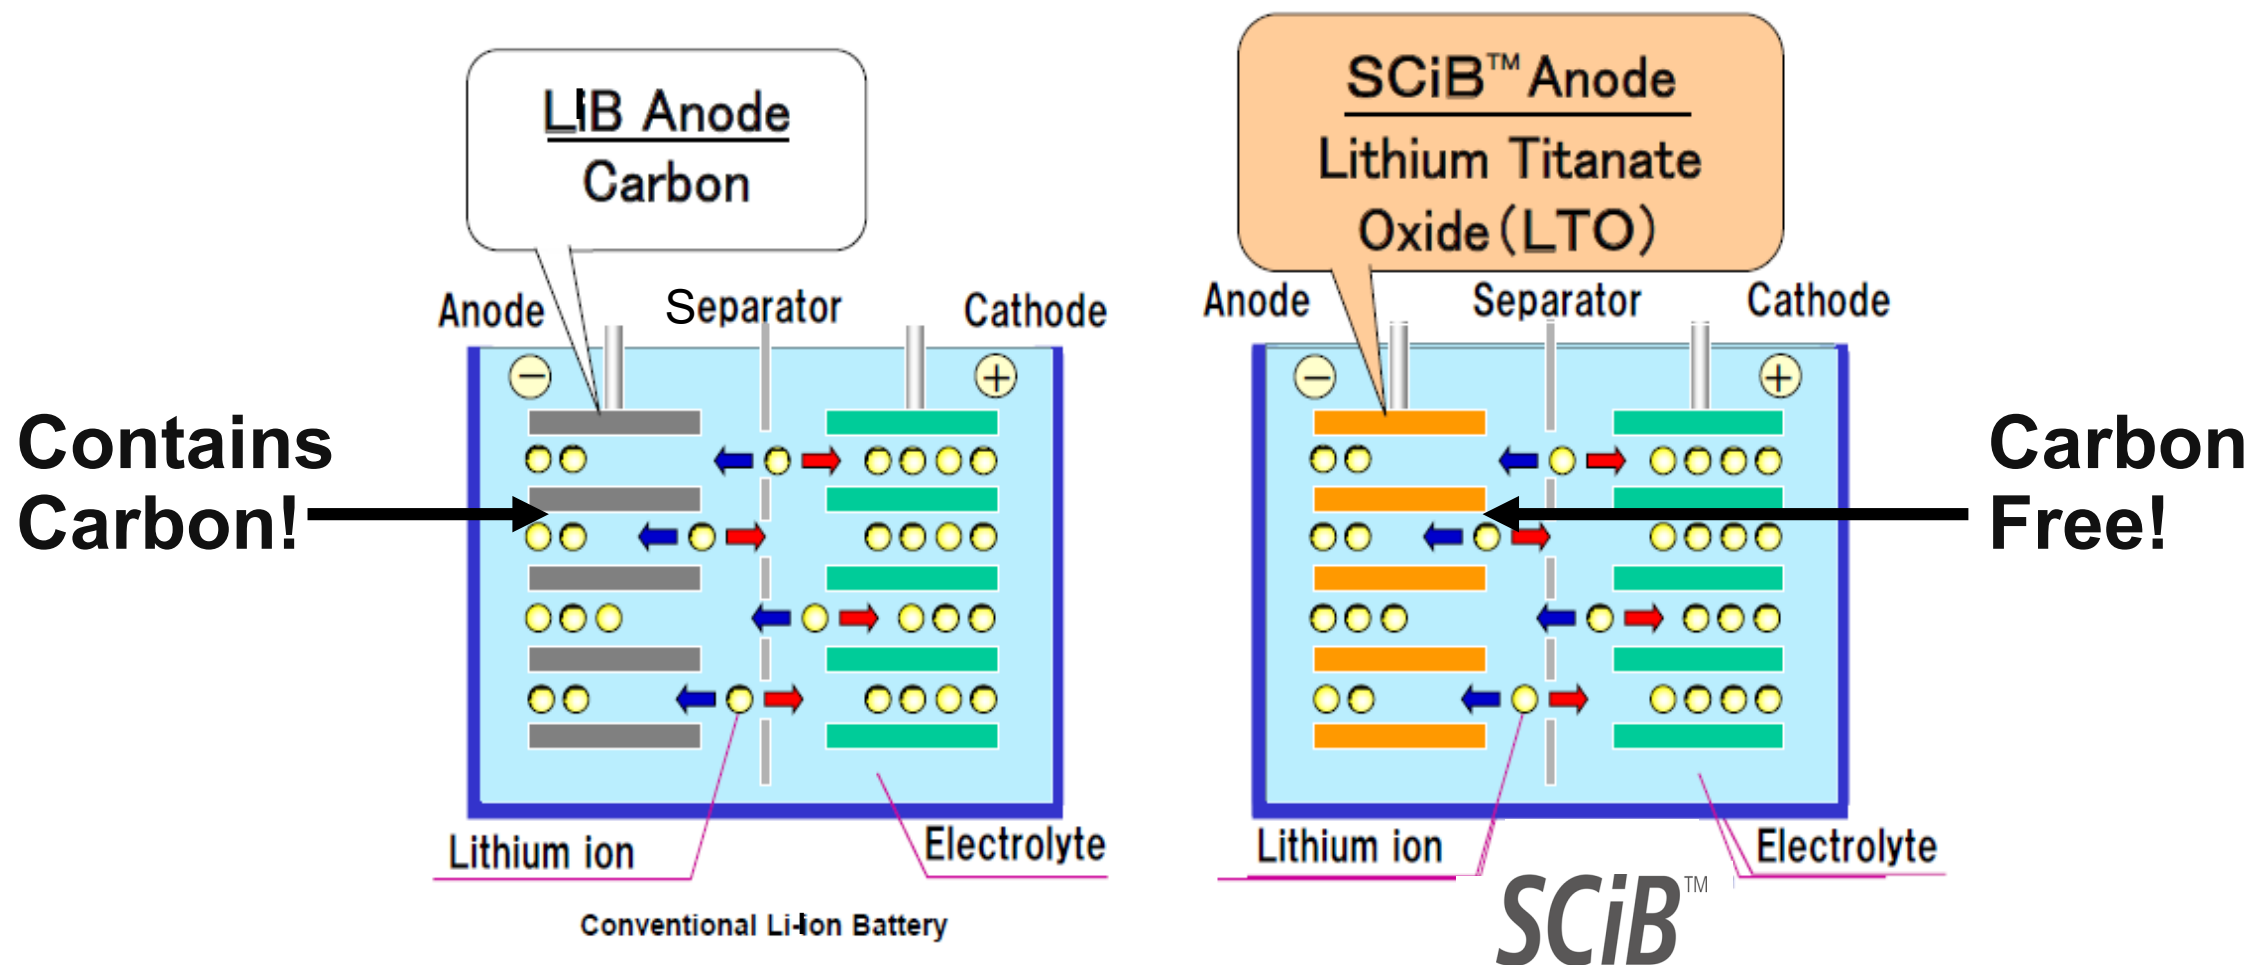 LiB Anode
Carbon
Anode
Separator
Cathode
−
+
Contains
Carbon!
Lithium ion
Electrolyte
Conventional Li-Ion Battery
SCiB™ Anode
Lithium Titanate
Oxide (LTO)
Anode
Separator
Cathode
−
+
Carbon
Free!
Lithium ion
Electrolyte
SCiB™